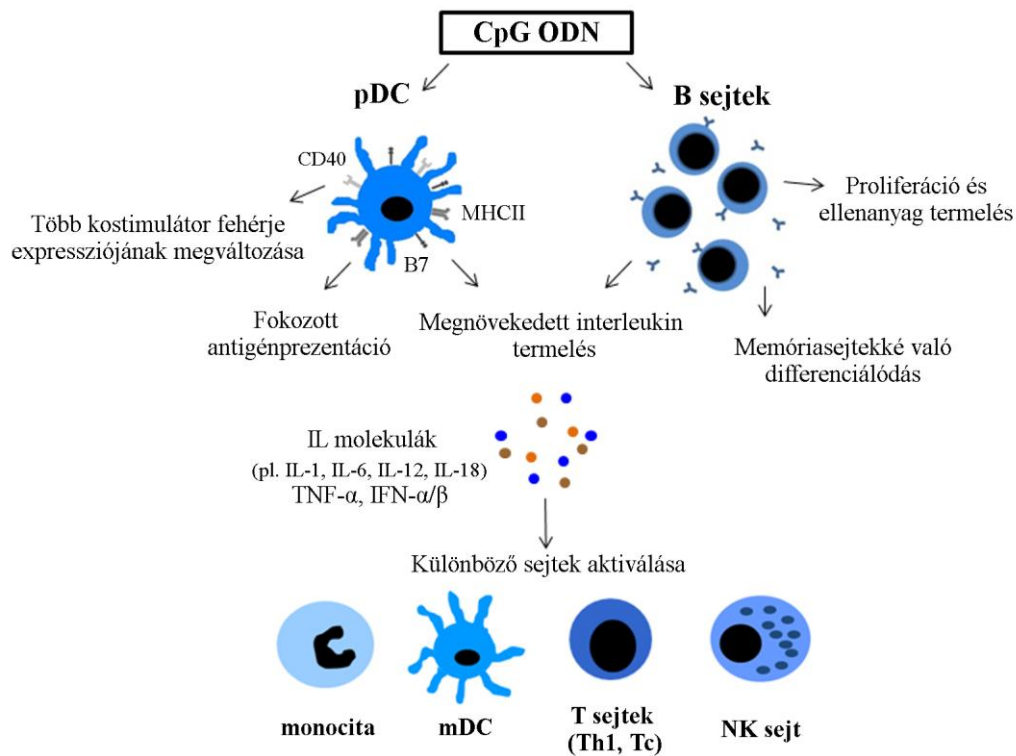 CpG ODN
pDC
B sejtek
CD40
MHCII
B7
Több kostimulátor fehérje
expressziójának megváltozása
Proliferáció és
ellenanyag termelés
Fokozott
antigénprezentáció
Megnövekedett interleukin
termelés
Memóriasejtekké való
differenciálódás
IL molekulák
(pl. IL-1, IL-6, IL-12, IL-18)
TNF-α, IFN-α/β
Különböző sejtek aktiválása
monocita
mDC
T sejtek
(Th1, Tc)
NK sejt